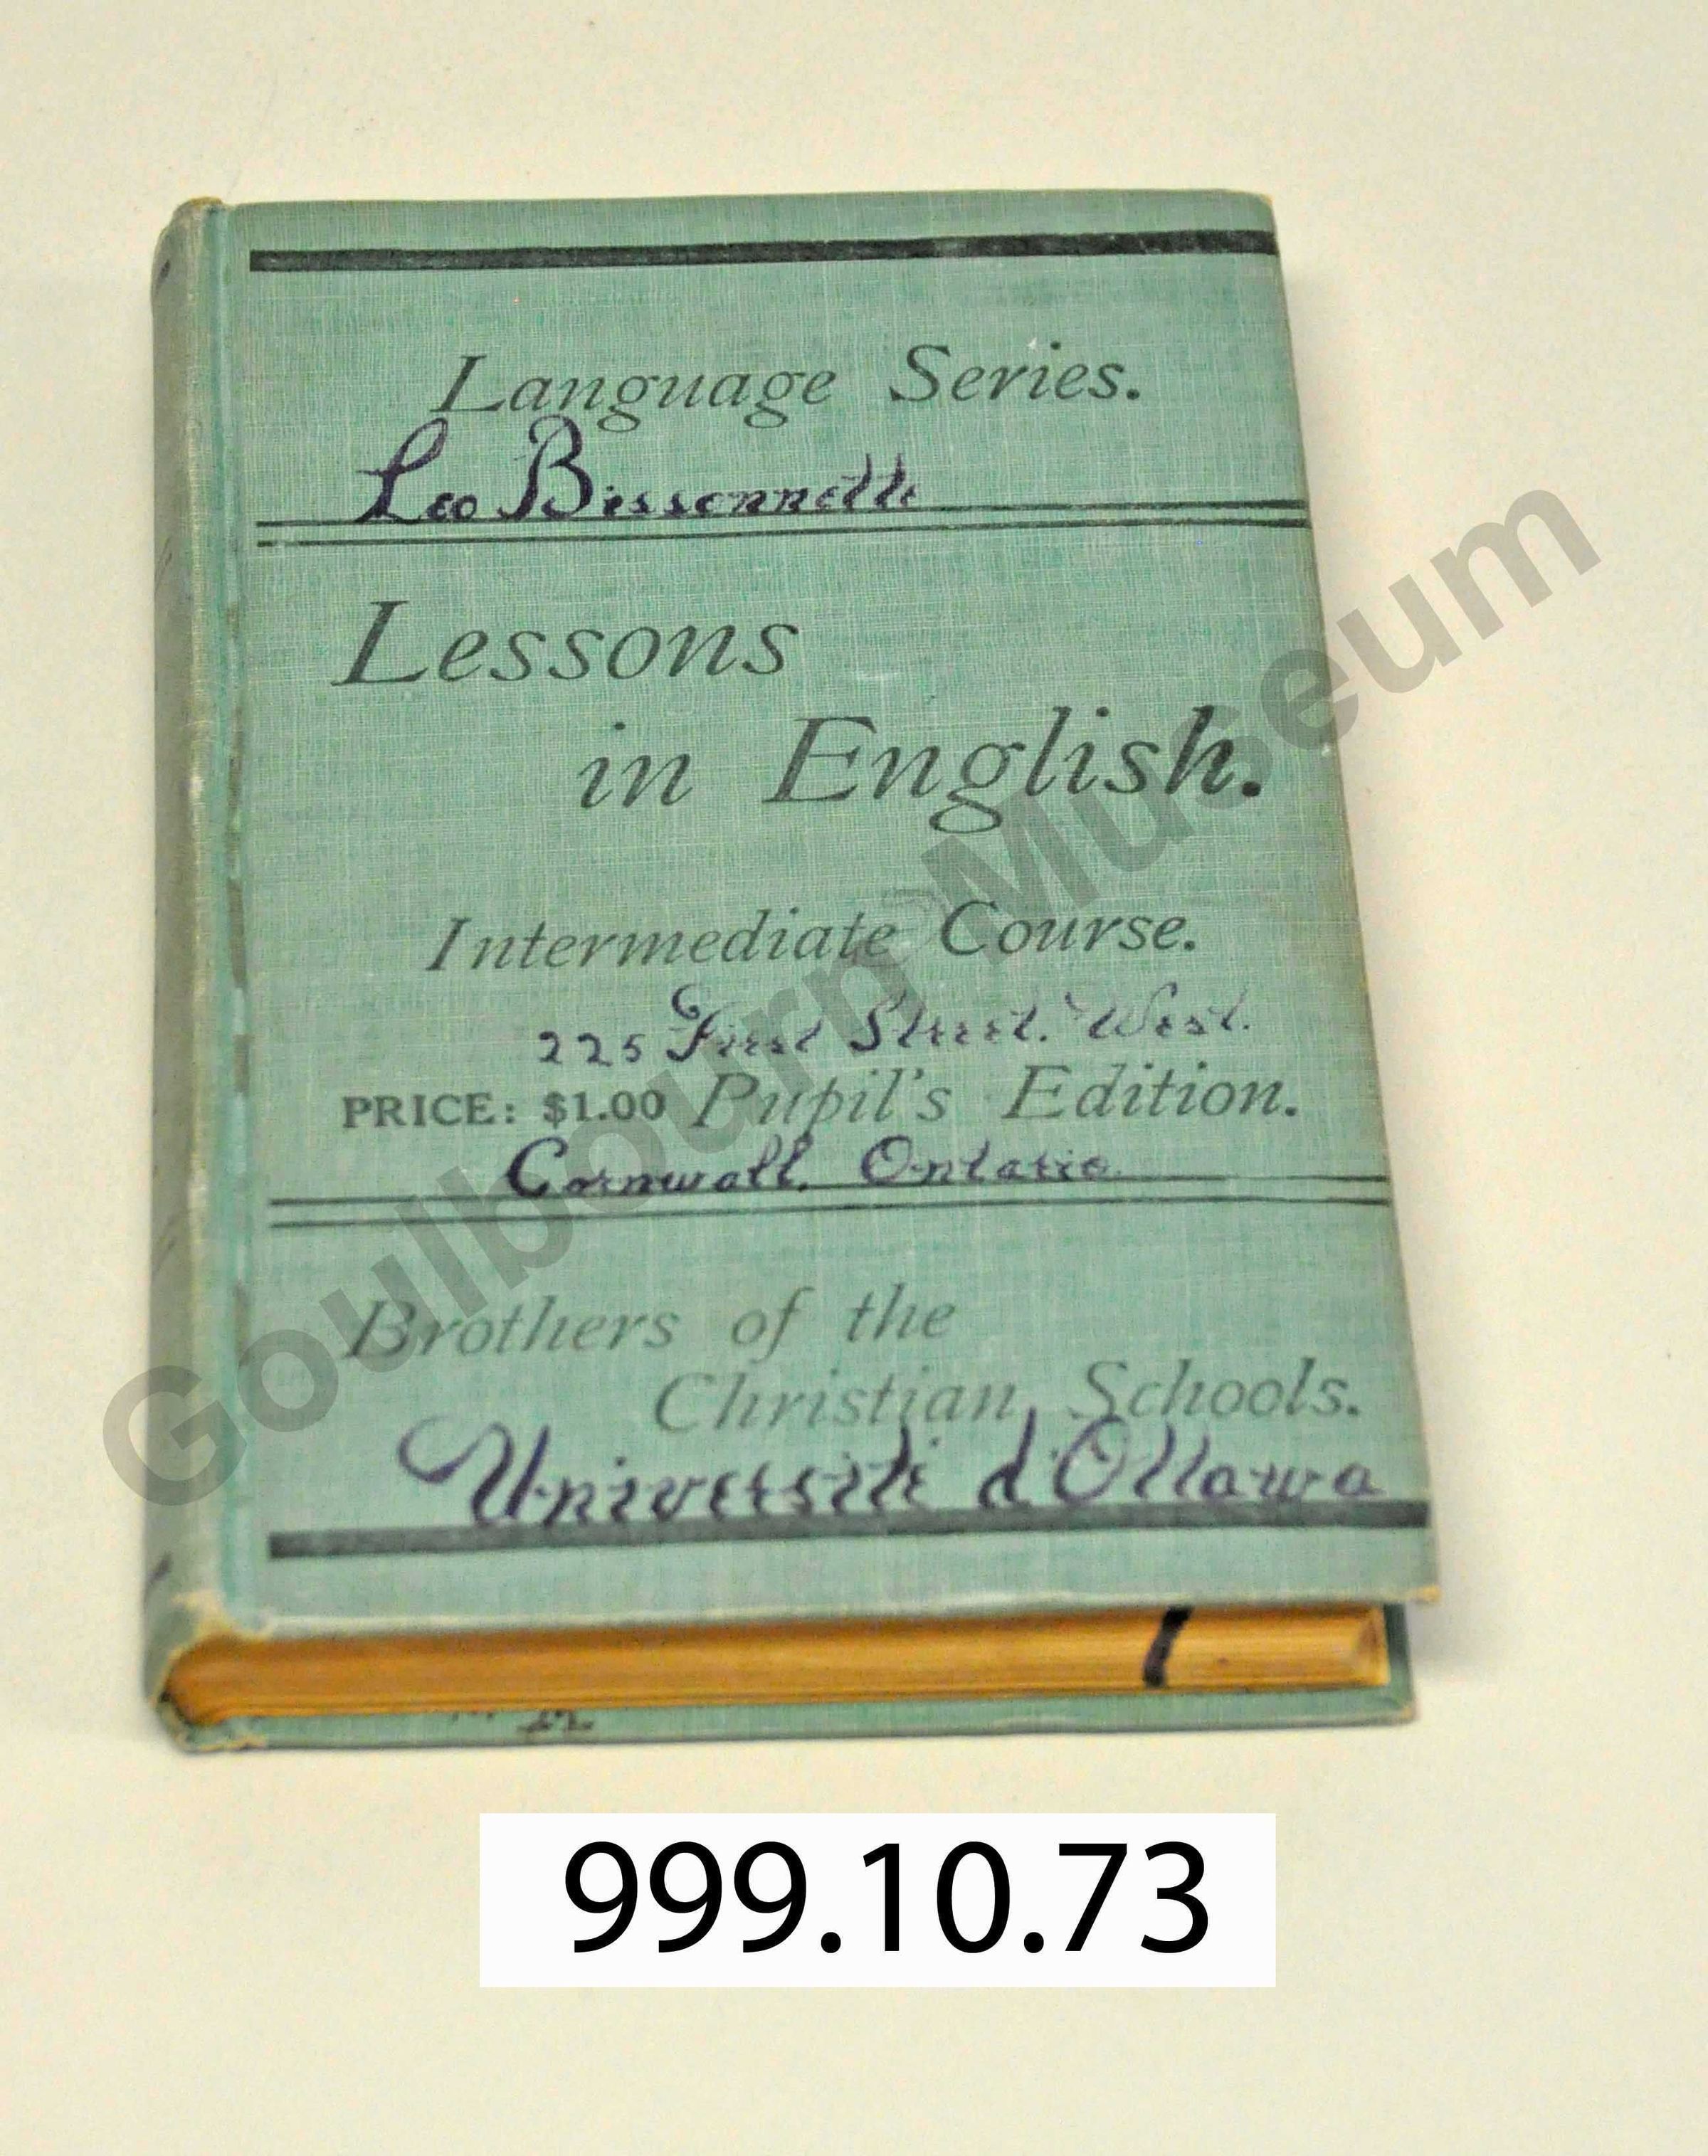 Language Series.
Leo Bissonnette
Lessons
in English.
Intermediate Course.
225 First Street. West.
PRICE: $1.00 Pupil's Edition.
Cornwall, Ontario.
Brothers of the
Christian Schools.
Université d'Ottawa
Goulbourn Museum
999.10.73